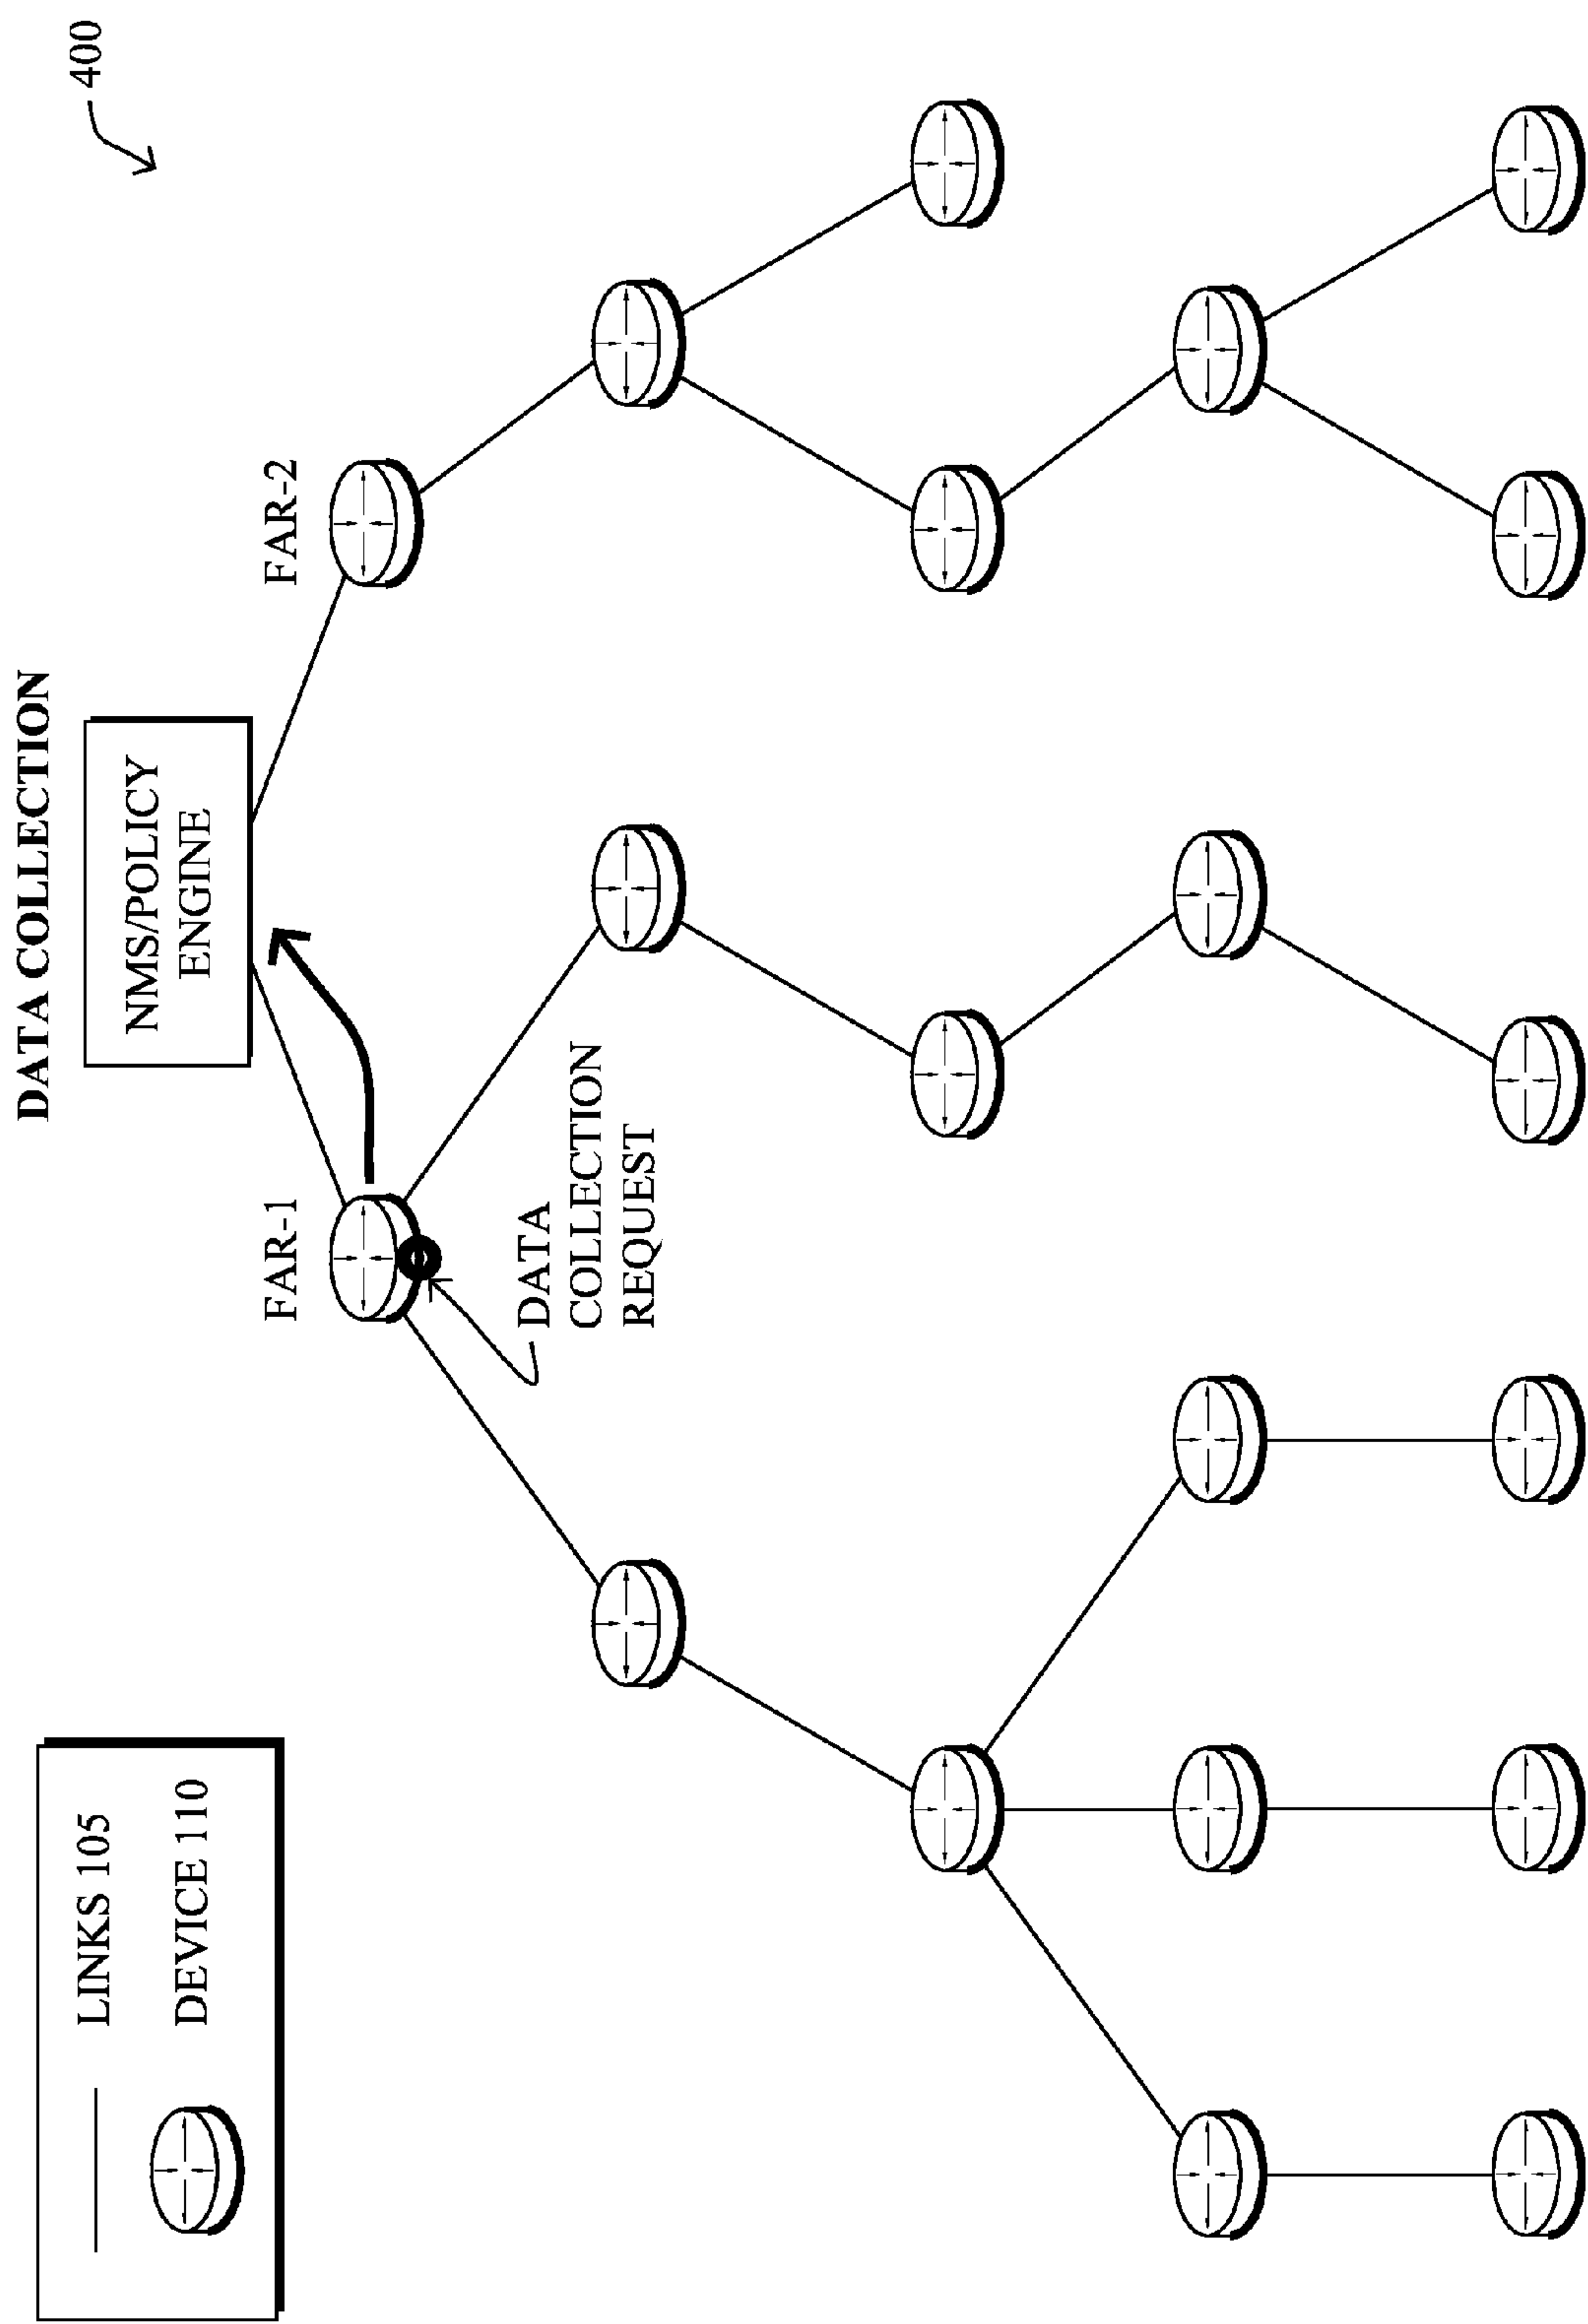 DATA COLLECTION
400
LINKS 105
DEVICE 110
NMS/POLICY
ENGINE
FAR-1
FAR-2
DATA
COLLECTION
REQUEST